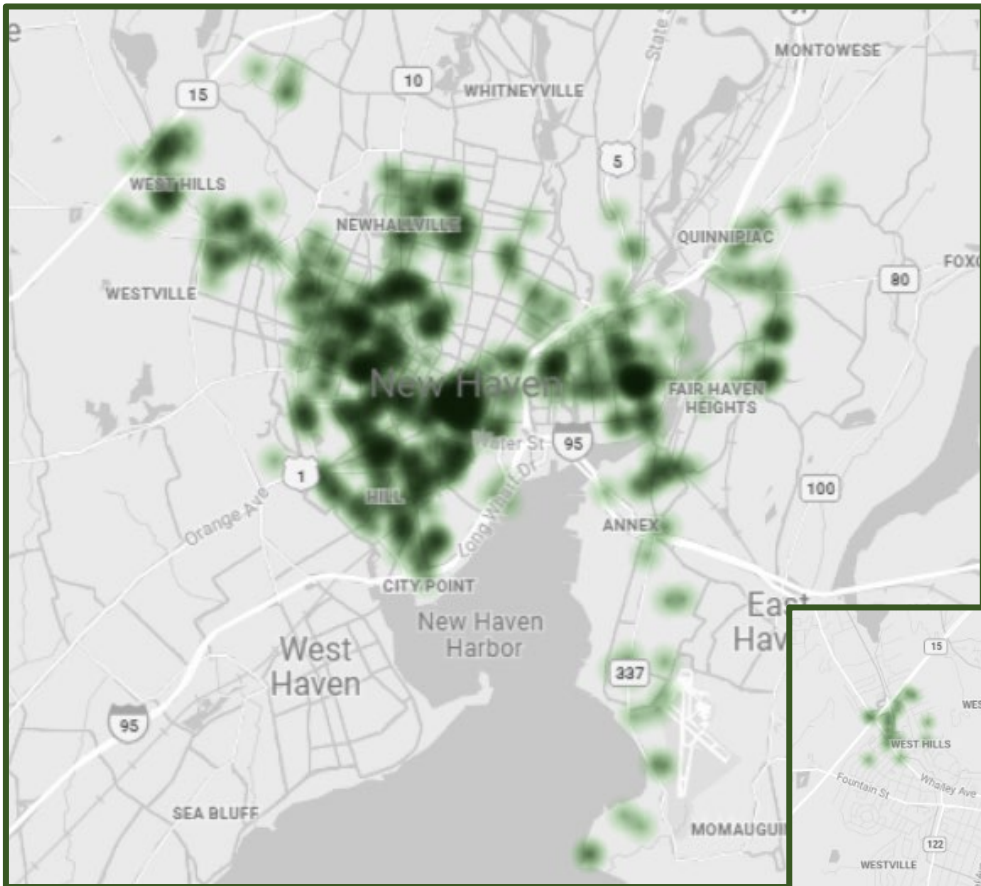 15
10
WHITNEYVILLE
State
MONTOWESE
5
WEST HILLS
NEWHALLVILLE
QUINNIPIAC
WESTVILLE
80
New Haven
FAIR HAVEN
HEIGHTS
Water St
95
1
HILL
Long Wharf Dr
Orange Ave
100
ANNEX
CITY POINT
New Haven
Harbor
East
Hav
West
Haven
337
95
SEA BLUFF
MOMAUGUI
15
WES
WEST HILLS
Fountain St
Whalley Ave
122
WESTVILLE